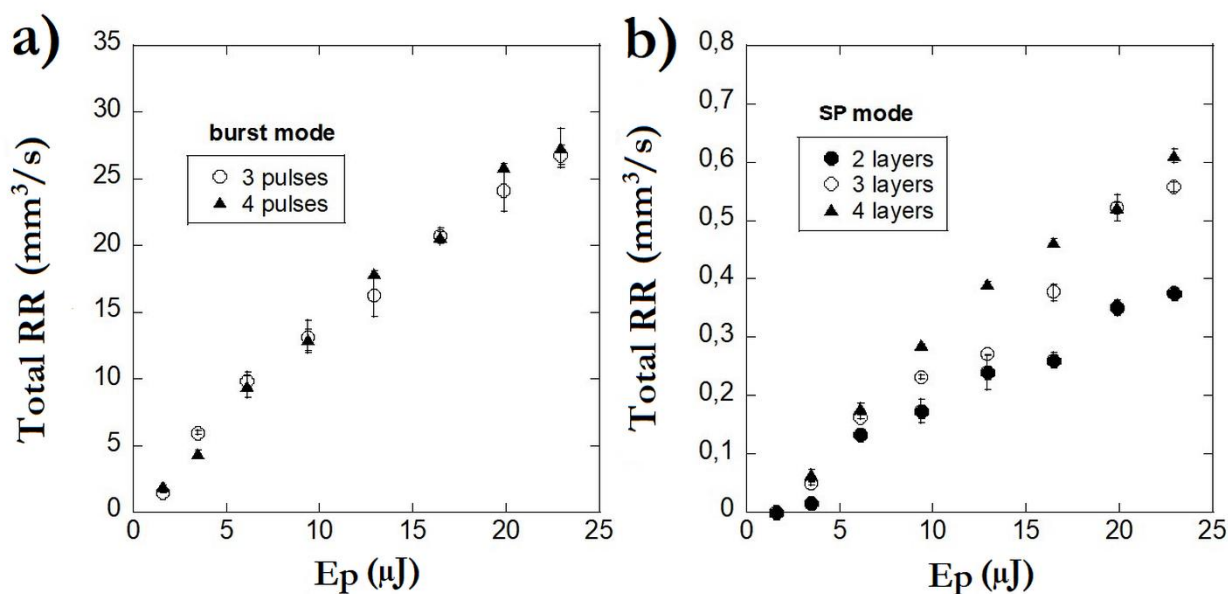 a)
Total RR (mm³/s)
35
30
25
20
15
10
5
0
burst mode
3 pulses
4 pulses
0 5 10 15 20 25
Ep (µJ)
b)
Total RR (mm³/s)
0,8
0,7
0,6
0,5
0,4
0,3
0,2
0,1
0
SP mode
2 layers
3 layers
4 layers
0 5 10 15 20 25
Ep (µJ)